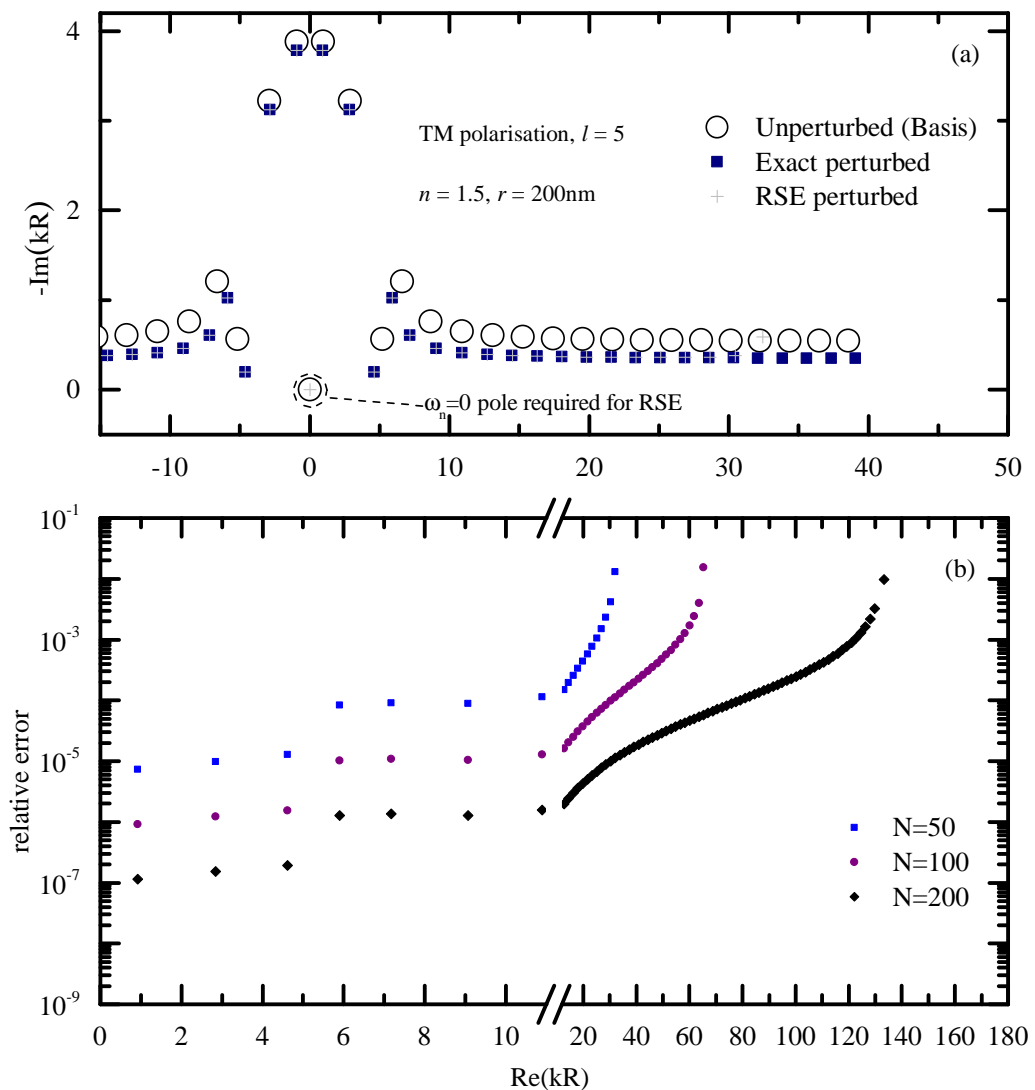 (a)
4
2
0
-Im(kR)
TM polarisation, l = 5
n = 1.5, r = 200nm
Unperturbed (Basis)
Exact perturbed
RSE perturbed
ωn=0 pole required for RSE
-10 0 10 20 30 40 50
(b)
10-1
10-3
10-5
10-7
10-9
relative error
N=50
N=100
N=200
0 2 4 6 8 10 20 40 60 80 100 120 140 160 180
Re(kR)